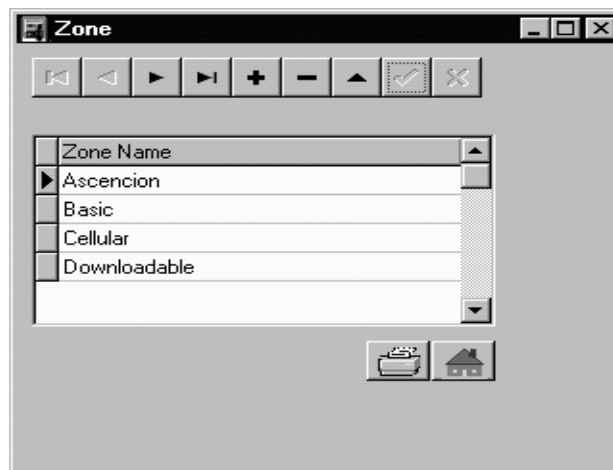 Zone
Zone Name
Ascencion
Basic
Cellular
Downloadable